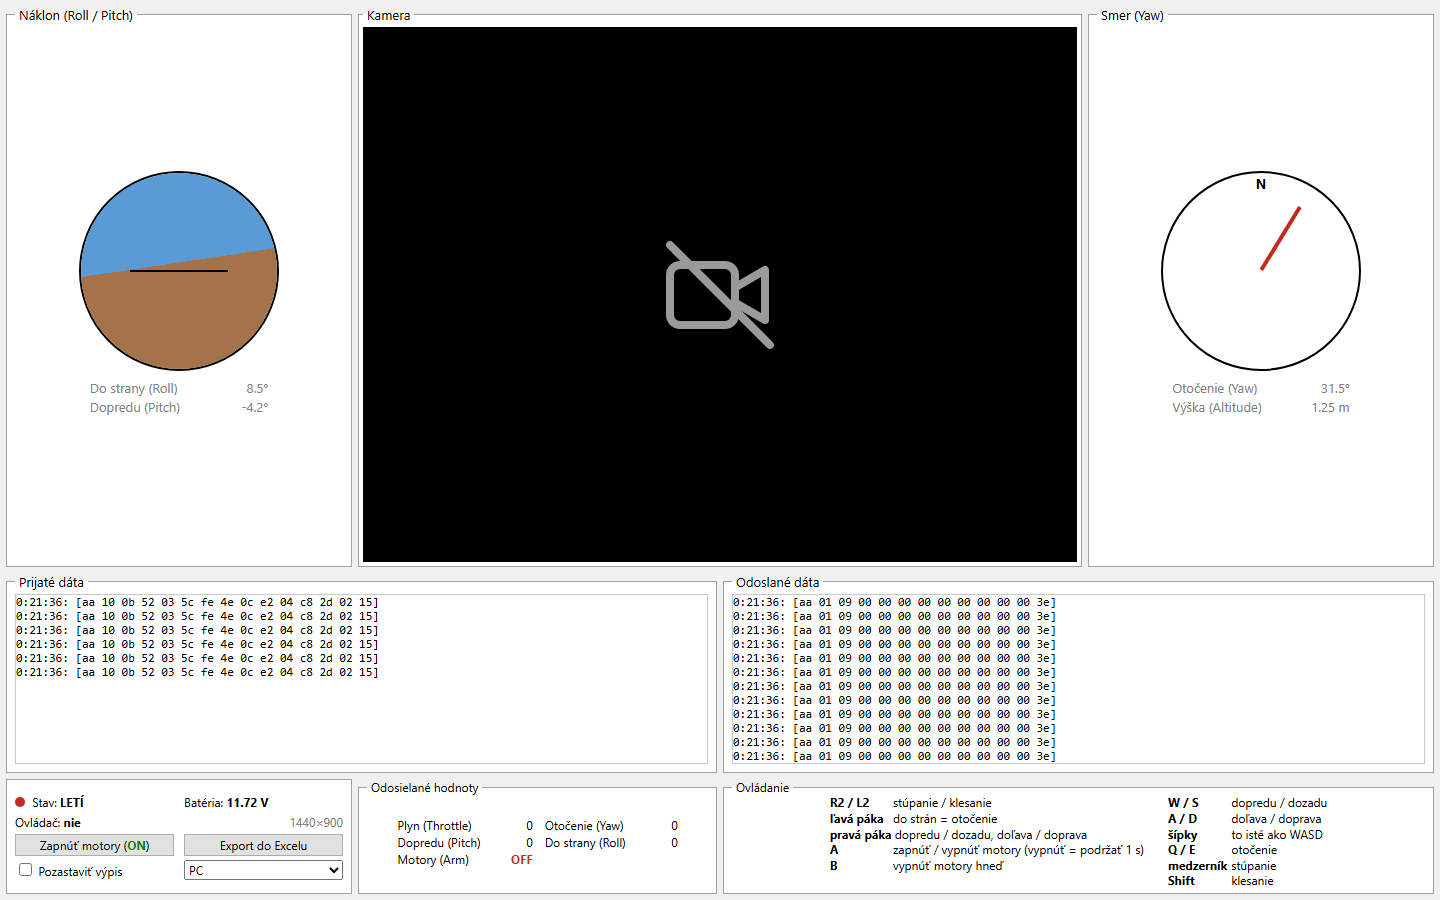 Náklon (Roll / Pitch)
Kamera
Smer (Yaw)
N
Do strany (Roll) 8.5°
Dopredu (Pitch) -4.2°
Otočenie (Yaw) 31.5°
Výška (Altitude) 1.25 m
Prijaté dáta
0:21:36: [aa 10 0b 52 03 5c fe 4e 0c e2 04 c8 2d 02 15]
0:21:36: [aa 10 0b 52 03 5c fe 4e 0c e2 04 c8 2d 02 15]
0:21:36: [aa 10 0b 52 03 5c fe 4e 0c e2 04 c8 2d 02 15]
0:21:36: [aa 10 0b 52 03 5c fe 4e 0c e2 04 c8 2d 02 15]
0:21:36: [aa 10 0b 52 03 5c fe 4e 0c e2 04 c8 2d 02 15]
0:21:36: [aa 10 0b 52 03 5c fe 4e 0c e2 04 c8 2d 02 15]
Odoslané dáta
0:21:36: [aa 01 09 00 00 00 00 00 00 00 00 00 3e]
0:21:36: [aa 01 09 00 00 00 00 00 00 00 00 00 3e]
0:21:36: [aa 01 09 00 00 00 00 00 00 00 00 00 3e]
0:21:36: [aa 01 09 00 00 00 00 00 00 00 00 00 3e]
0:21:36: [aa 01 09 00 00 00 00 00 00 00 00 00 3e]
0:21:36: [aa 01 09 00 00 00 00 00 00 00 00 00 3e]
0:21:36: [aa 01 09 00 00 00 00 00 00 00 00 00 3e]
0:21:36: [aa 01 09 00 00 00 00 00 00 00 00 00 3e]
0:21:36: [aa 01 09 00 00 00 00 00 00 00 00 00 3e]
0:21:36: [aa 01 09 00 00 00 00 00 00 00 00 00 3e]
0:21:36: [aa 01 09 00 00 00 00 00 00 00 00 00 3e]
0:21:36: [aa 01 09 00 00 00 00 00 00 00 00 00 3e]
Stav: LETÍ Batéria: 11.72 V
Ovládač: nie 1440×900
Zapnúť motory (ON) Export do Excelu
Pozastaviť výpis PC
Odosielané hodnoty
Plyn (Throttle) 0 Otočenie (Yaw) 0
Dopredu (Pitch) 0 Do strany (Roll) 0
Motory (Arm) OFF
Ovládanie
R2 / L2 stúpanie / klesanie
ľavá páka do strán = otočenie
pravá páka dopredu / dozadu, doľava / doprava
A zapnúť / vypnúť motory (vypnúť = podržať 1 s)
B vypnúť motory hneď
W / S dopredu / dozadu
A / D doľava / doprava
šípky to isté ako WASD
Q / E otočenie
medzerník stúpanie
Shift klesanie